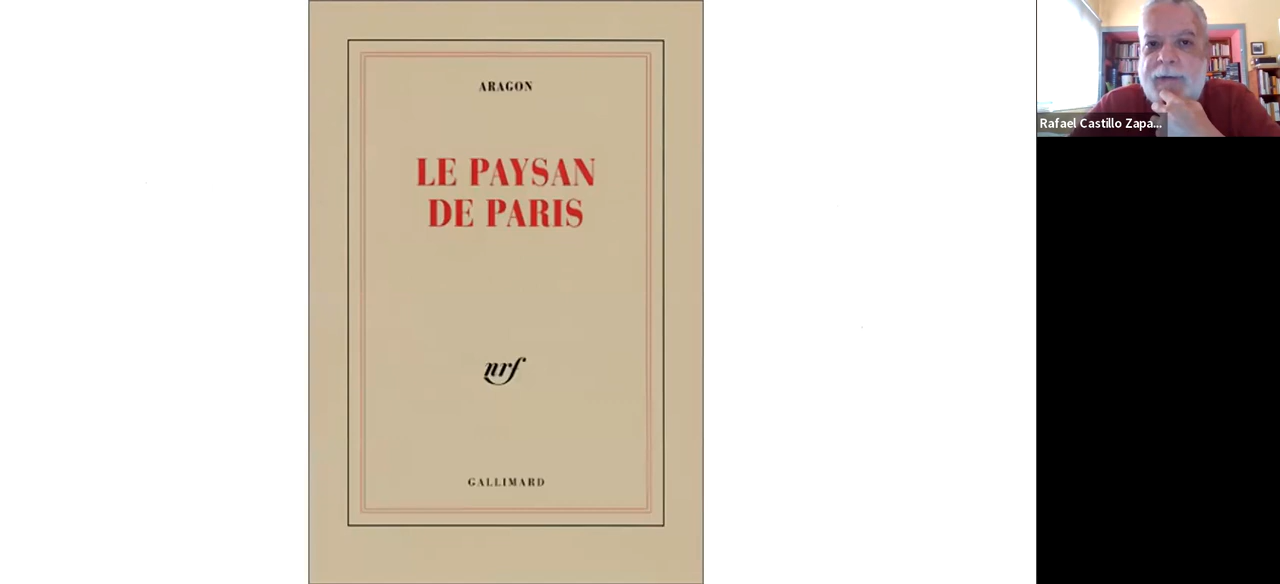 ARAGON
LE PAYSAN
DE PARIS
nrf
GALLIMARD
Rafael Castillo Zapa...